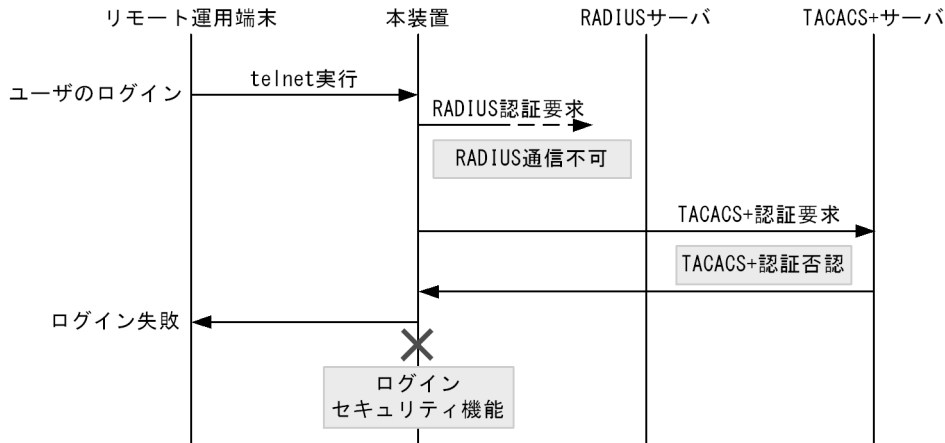 リモート運用端末
本装置
RADIUSサーバ
TACACS+サーバ
ユーザのログイン
telnet実行
RADIUS認証要求
RADIUS通信不可
TACACS+認証要求
TACACS+認証否認
ログイン失敗
ログイン
セキュリティ機能